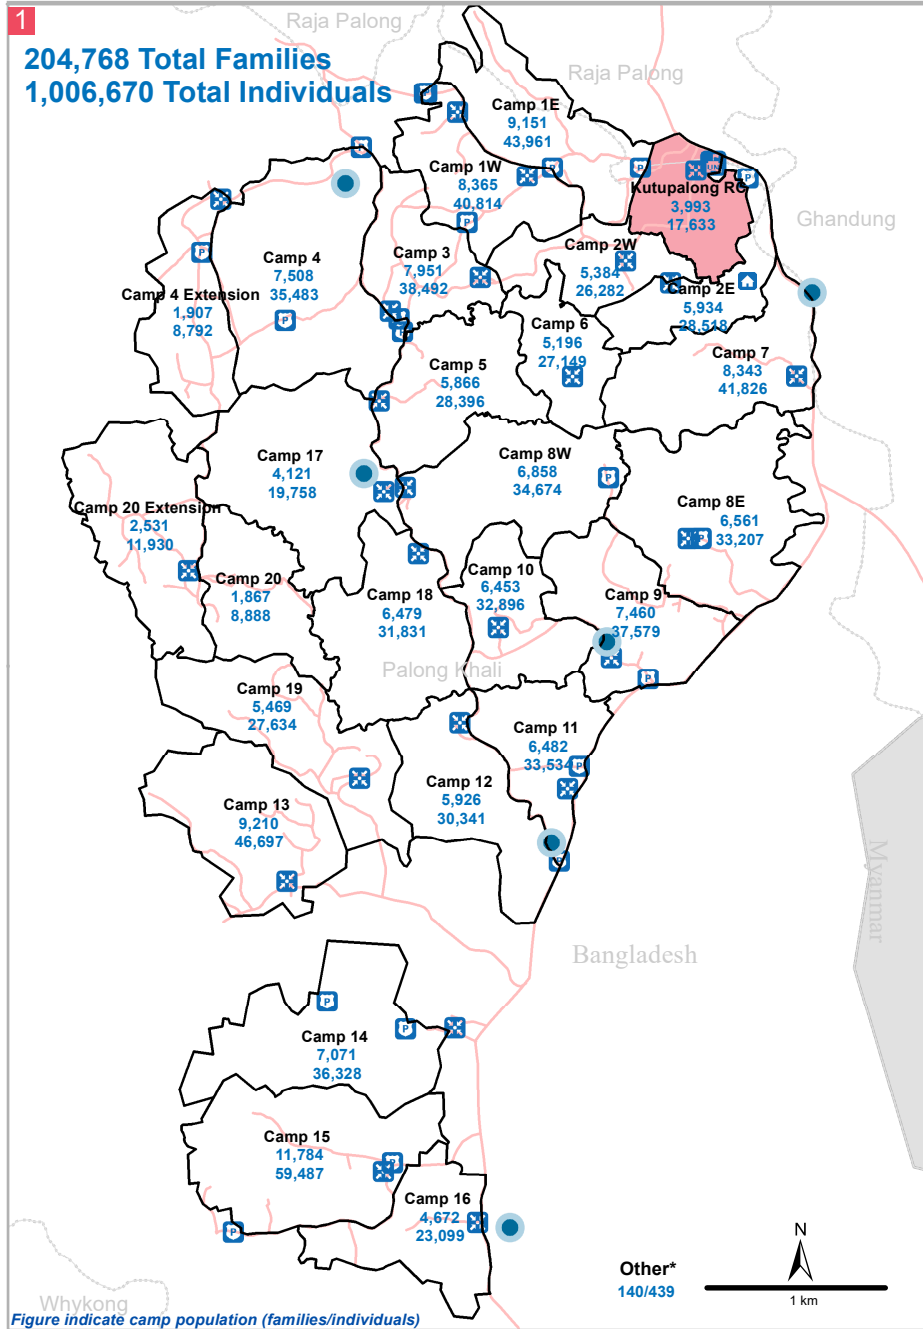 1
Raja Palong
204,768 Total Families
1,006,670 Total Individuals
Raja Palong
Camp 1E
9,151
43,961
Camp 1W
8,365
40,814
Kutupalong RC
3,993
17,633
Ghandung
Camp 4
7,508
35,483
Camp 3
7,951
38,492
Camp 2W
5,384
26,282
Camp 2E
5,934
28,518
Camp 4 Extension
1,907
8,792
Camp 6
5,196
27,149
Camp 7
8,343
41,826
Camp 5
5,866
28,396
Camp 17
4,121
19,758
Camp 8W
6,858
34,674
Camp 8E
6,561
33,207
Camp 20 Extension
2,531
11,930
Camp 20
1,867
8,888
Camp 18
6,479
31,831
Camp 10
6,453
32,896
Camp 9
7,460
37,579
Palong Khali
Camp 19
5,469
27,634
Camp 11
6,482
33,534
Camp 12
5,926
30,341
Camp 13
9,210
46,697
Myanmar
Bangladesh
Camp 14
7,071
36,328
Camp 15
11,784
59,487
Camp 16
4,672
23,099
N
Other*
140/439
1 km
Whykong
Figure indicate camp population (families/individuals)